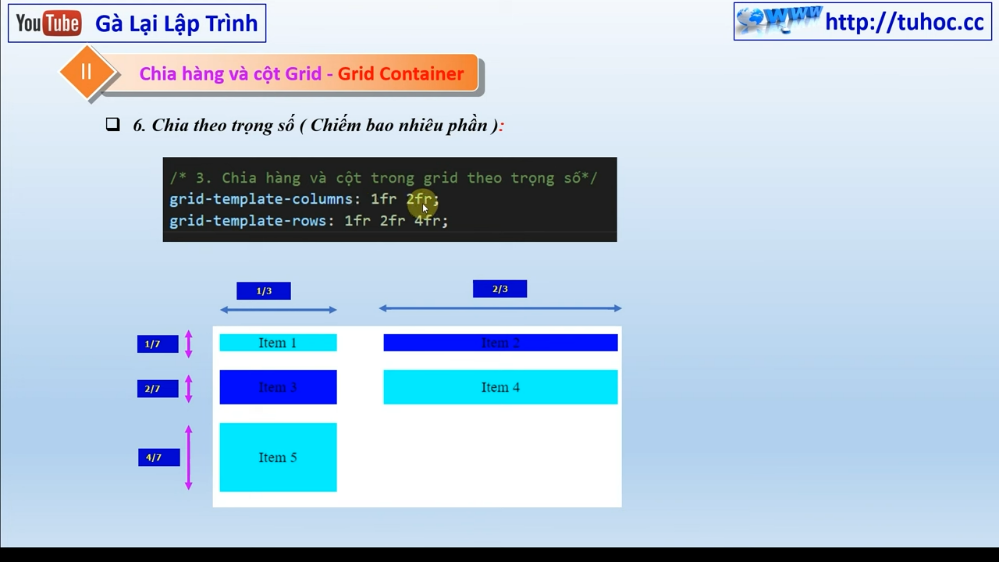 YouTube Gà Lại Lập Trình
http://tuhoc.cc
II Chia hàng và cột Grid - Grid Container
6. Chia theo trọng số ( Chiếm bao nhiêu phần ):
/* 3. Chia hàng và cột trong grid theo trọng số*/
grid-template-columns: 1fr 2fr;
grid-template-rows: 1fr 2fr 4fr;
1/3 2/3
1/7 Item 1 Item 2
2/7 Item 3 Item 4
4/7 Item 5